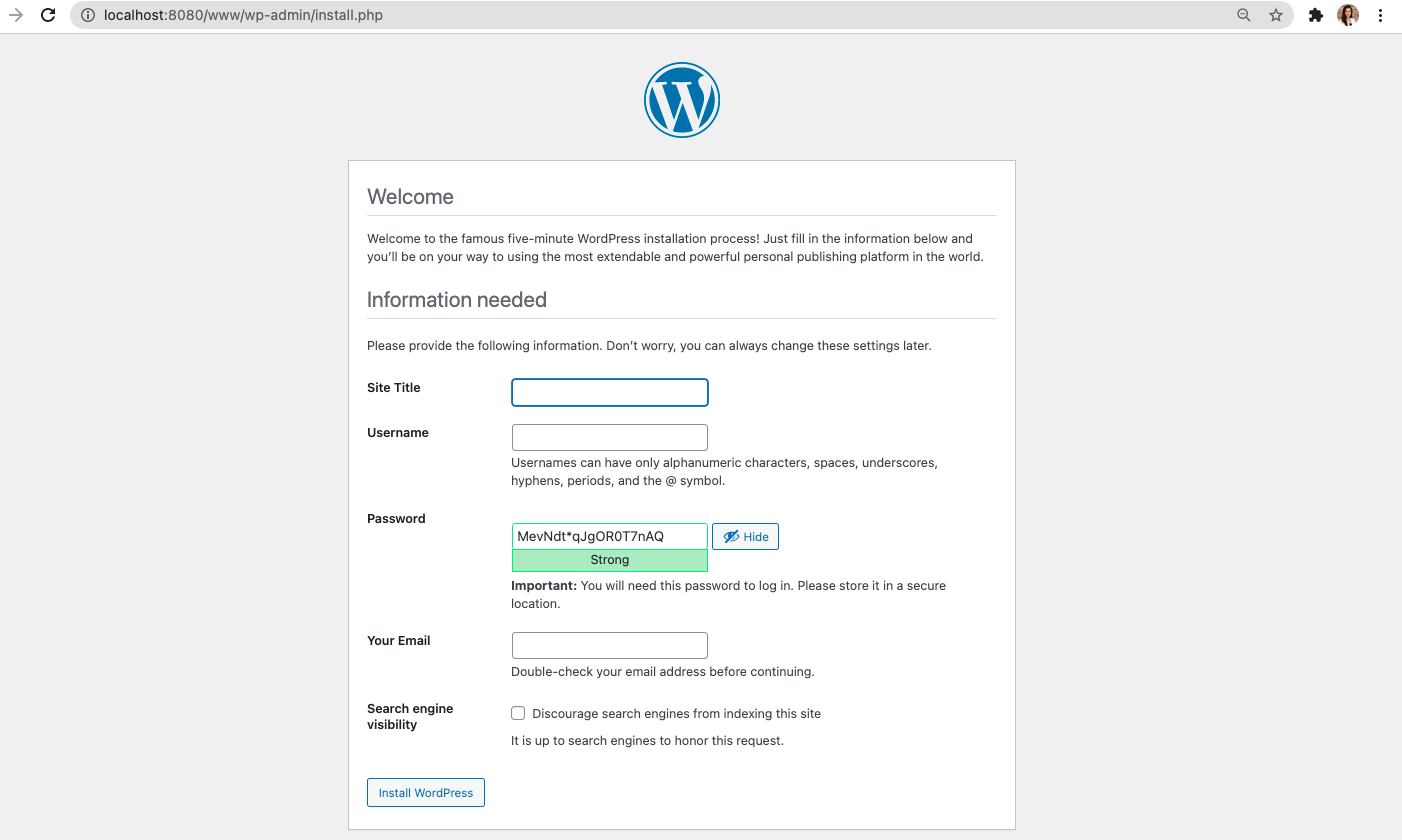 localhost:8080/www/wp-admin/install.php
Welcome
Welcome to the famous five-minute WordPress installation process! Just fill in the information below and
you’ll be on your way to using the most extendable and powerful personal publishing platform in the world.
Information needed
Please provide the following information. Don’t worry, you can always change these settings later.
Site Title
Username
Usernames can have only alphanumeric characters, spaces, underscores,
hyphens, periods, and the @ symbol.
Password
MevNdt*qJgOR0T7nAQ
Hide
Strong
Important: You will need this password to log in. Please store it in a secure
location.
Your Email
Double-check your email address before continuing.
Search engine
visibility
Discourage search engines from indexing this site
It is up to search engines to honor this request.
Install WordPress